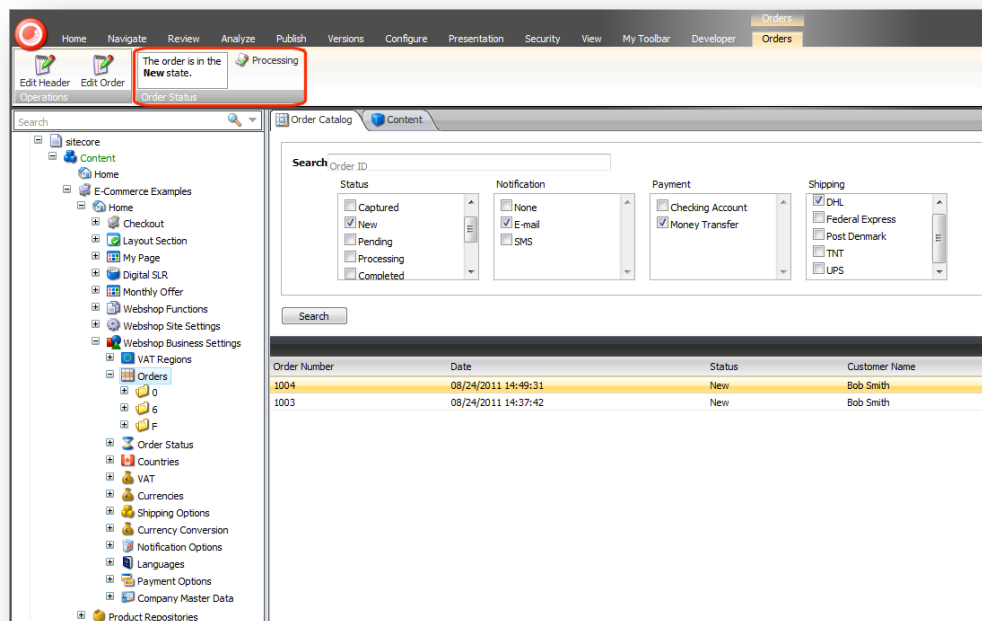 Orders
Home Navigate Review Analyze Publish Versions Configure Presentation Security View My Toolbar Developer Orders
The order is in the
New state.
Processing
Edit Header Edit Order
Operations Order Status
Search
Order Catalog Content
sitecore
Content
Home
E-Commerce Examples
Home
Checkout
Layout Section
My Page
Digital SLR
Monthly Offer
Webshop Functions
Webshop Site Settings
Webshop Business Settings
VAT Regions
Orders
0
6
F
Order Status
Countries
VAT
Currencies
Shipping Options
Currency Conversion
Notification Options
Languages
Payment Options
Company Master Data
Product Repositories
Search Order ID
Status Notification Payment Shipping
Captured None Checking Account DHL
New E-mail Money Transfer Federal Express
Pending SMS Post Denmark
Processing TNT
Completed UPS
Search
Order Number Date Status Customer Name
1004 08/24/2011 14:49:31 New Bob Smith
1003 08/24/2011 14:37:42 New Bob Smith